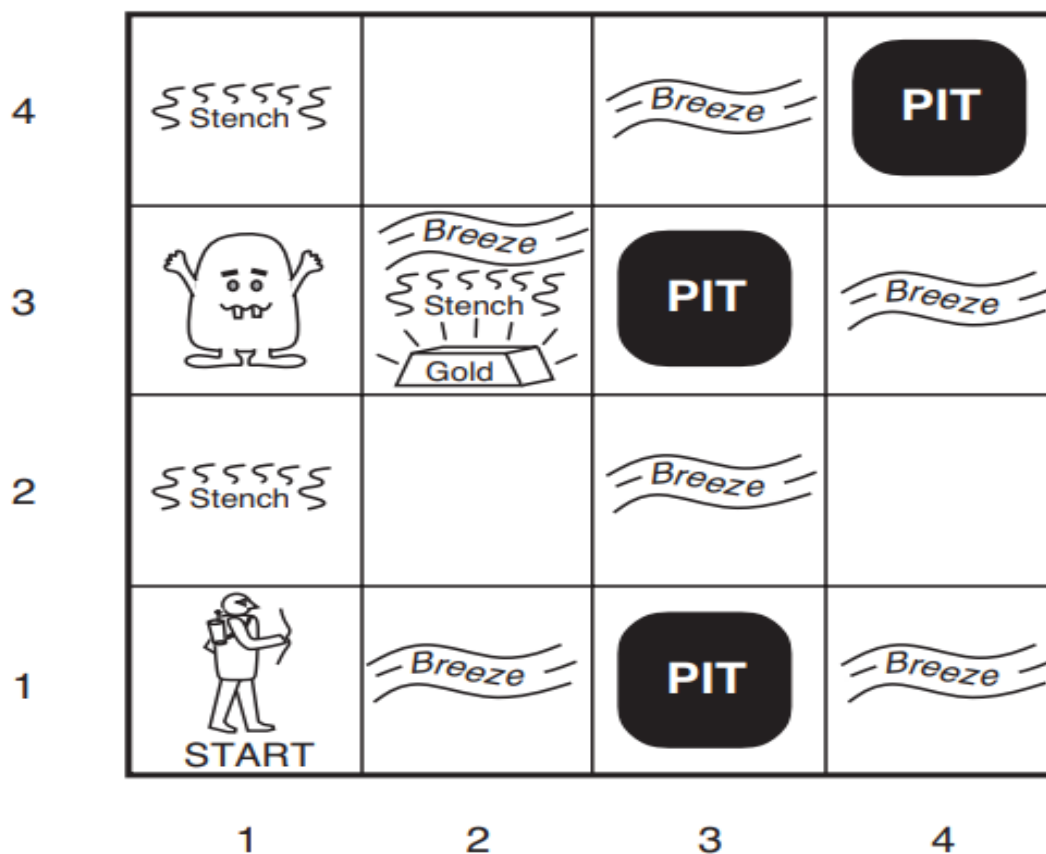 4
Stench
Breeze
PIT
3
Breeze
Stench
Gold
PIT
Breeze
2
Stench
Breeze
1
START
Breeze
PIT
Breeze
1 2 3 4